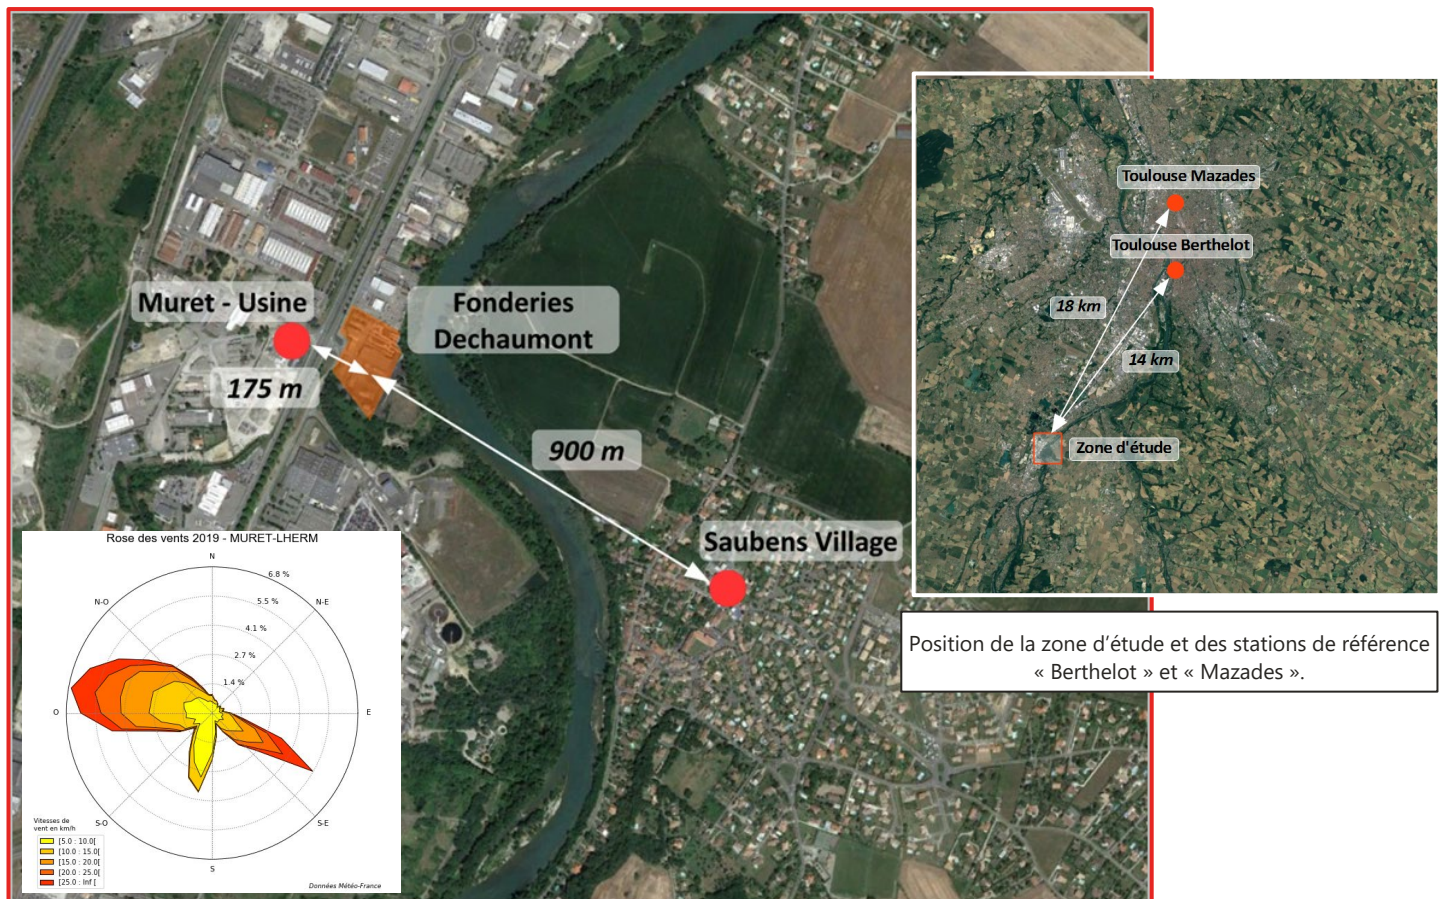 Toulouse Mazades
Toulouse Berthelot
18 km
14 km
Zone d'étude
Muret - Usine
Fonderies
Dechaumont
175 m
900 m
Saubens Village
Position de la zone d'étude et des stations de référence
« Berthelot » et « Mazades ».
Rose des vents 2019 - MURET-LHERM
N
6.8 %
5.5 %
4.1 %
2.7 %
1.4 %
N-O
N-E
O
E
S-O
S-E
S
Vitesses de
vent en km/h
[5.0 : 10.0[
[10.0 : 15.0[
[15.0 : 20.0[
[20.0 : 25.0[
[25.0 : Inf [
Données Météo-France